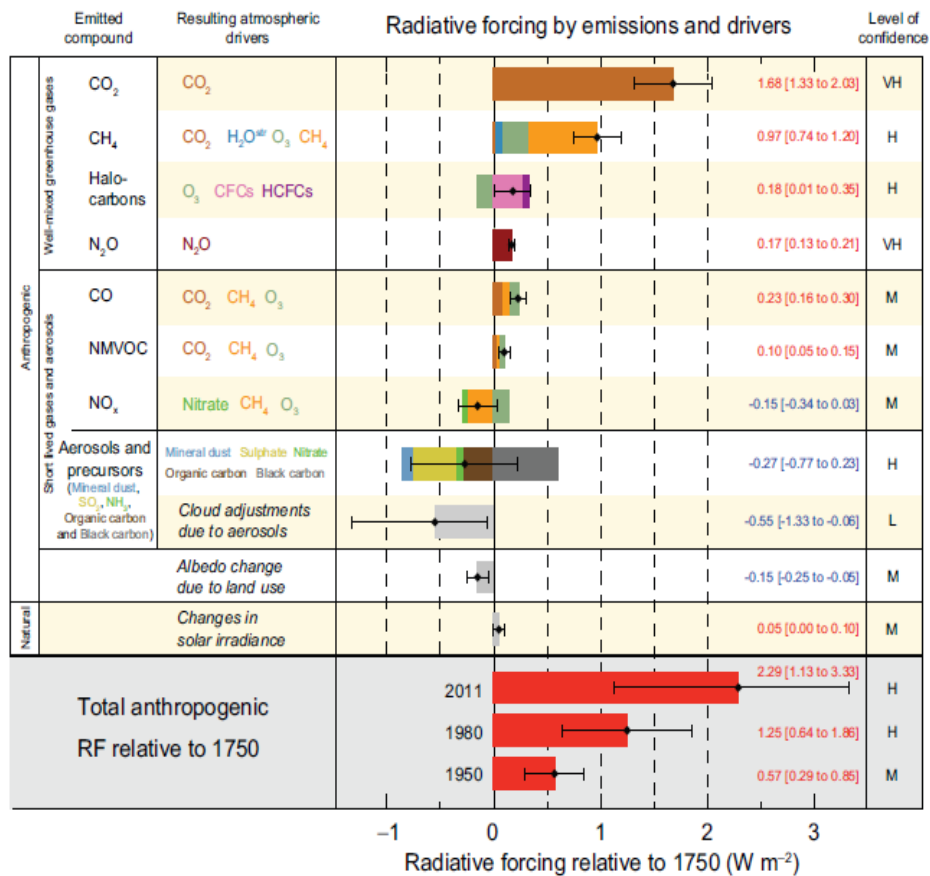 Emitted compound
Resulting atmospheric drivers
Radiative forcing by emissions and drivers
Level of confidence
Anthropogenic
Well-mixed greenhouse gases
CO₂
CO₂
1.68 [1.33 to 2.03]
VH
CH₄
CO₂ H₂Oˢᵗʳ O₃ CH₄
0.97 [0.74 to 1.20]
H
Halo-
carbons
O₃ CFCs HCFCs
0.18 [0.01 to 0.35]
H
N₂O
N₂O
0.17 [0.13 to 0.21]
VH
Short lived gases and aerosols
CO
CO₂ CH₄ O₃
0.23 [0.16 to 0.30]
M
NMVOC
CO₂ CH₄ O₃
0.10 [0.05 to 0.15]
M
NOₓ
Nitrate CH₄ O₃
-0.15 [-0.34 to 0.03]
M
Aerosols and
precursors
(Mineral dust,
SO₂, NH₃,
Organic carbon
and Black carbon)
Mineral dust Sulphate Nitrate
Organic carbon Black carbon
-0.27 [-0.77 to 0.23]
H
Cloud adjustments
due to aerosols
-0.55 [-1.33 to -0.06]
L
Albedo change
due to land use
-0.15 [-0.25 to -0.05]
M
Natural
Changes in
solar irradiance
0.05 [0.00 to 0.10]
M
Total anthropogenic
RF relative to 1750
2011
2.29 [1.13 to 3.33]
H
1980
1.25 [0.64 to 1.86]
H
1950
0.57 [0.29 to 0.85]
M
−1 0 1 2 3
Radiative forcing relative to 1750 (W m⁻²)